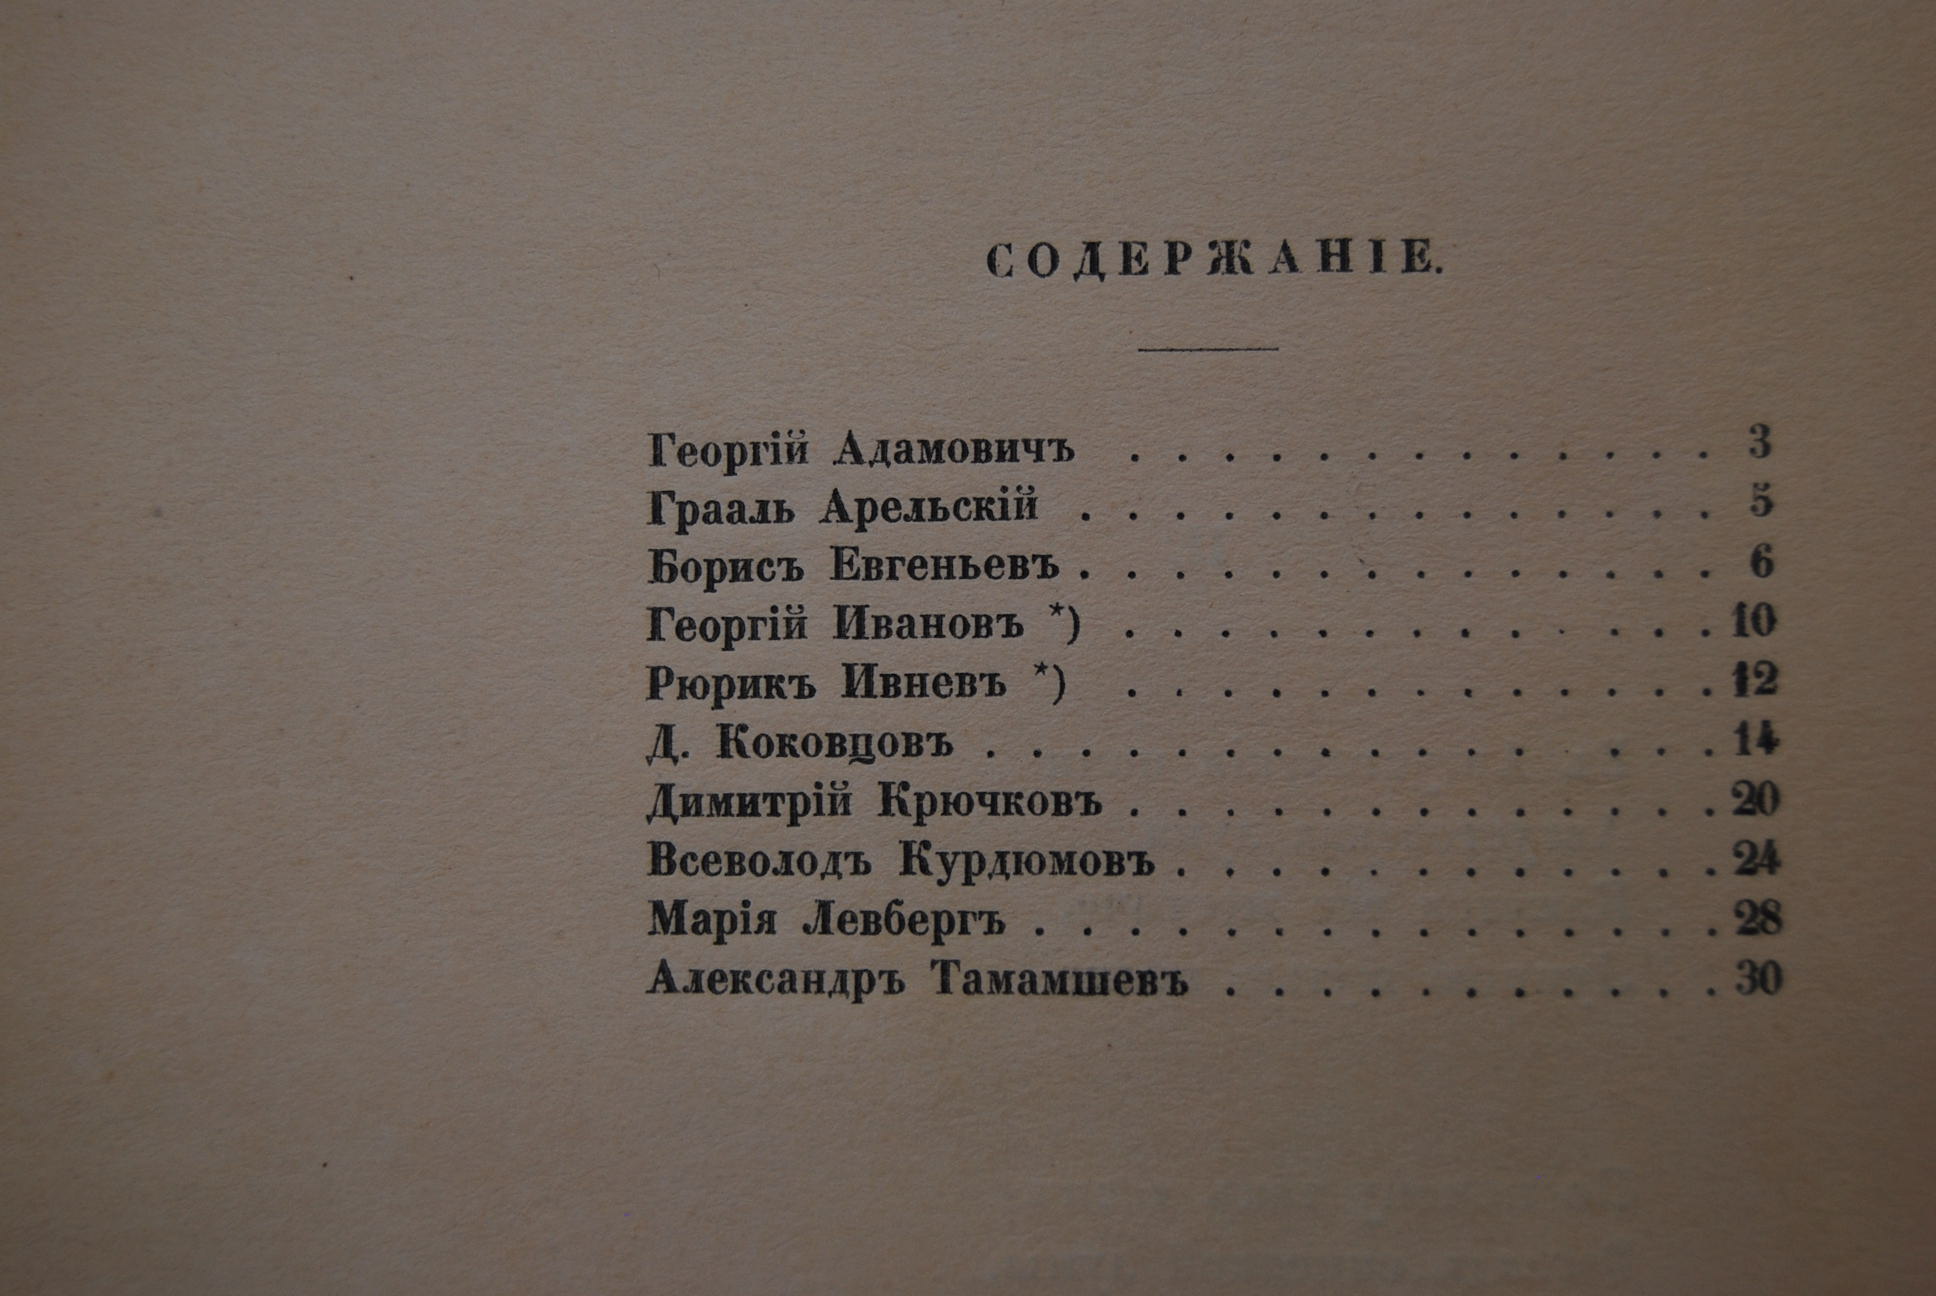 СОДЕРЖАНІЕ.
Георгій Адамовичъ . . . . . . . . . . . . . 3
Грааль Арельскій . . . . . . . . . . . . . . 5
Борисъ Евгеньевъ . . . . . . . . . . . . . . 6
Георгій Ивановъ *) . . . . . . . . . . . . . 10
Рюрикъ Ивневъ *) . . . . . . . . . . . . . 12
Д. Коковцовъ . . . . . . . . . . . . . . . 14
Димитрій Крючковъ . . . . . . . . . . . . . 20
Всеволодъ Курдюмовъ . . . . . . . . . . . . 24
Марія Левбергъ . . . . . . . . . . . . . . . 28
Александръ Тамамшевъ . . . . . . . . . . . 30